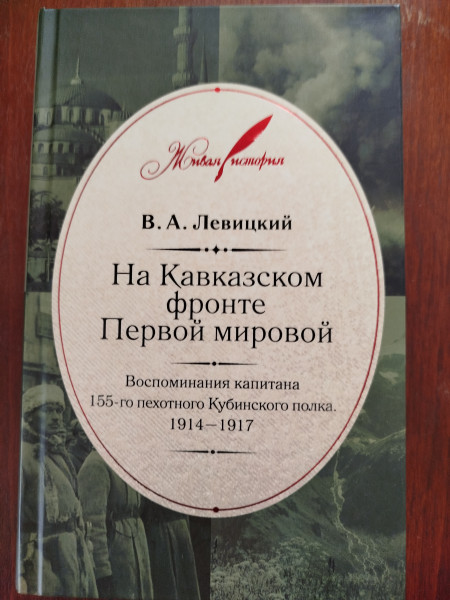 Живая история
В. А. Левицкий
На Кавказском
фронте
Первой мировой
Воспоминания капитана
155-го пехотного Кубинского полка.
1914—1917